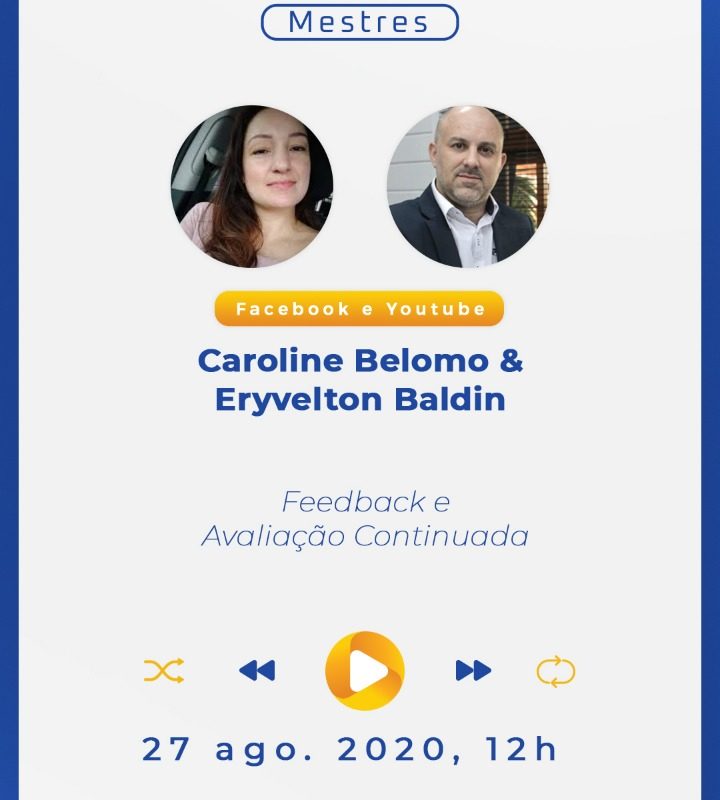 Mestres
Facebook e Youtube
Caroline Belomo &
Eryvelton Baldin
Feedback e
Avaliação Continuada
27 ago. 2020, 12h